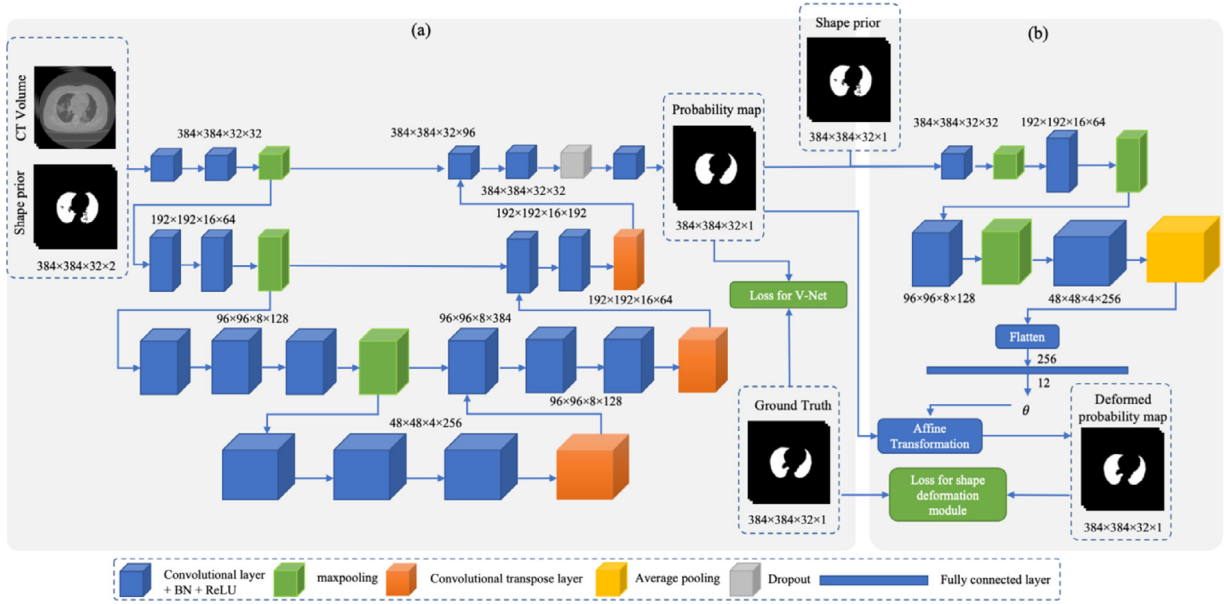 (a)
(b)
CT Volume
Shape prior
384×384×32×2
384×384×32×32
384×384×32×96
384×384×32×32
192×192×16×64
192×192×16×192
192×192×16×64
96×96×8×128
96×96×8×384
96×96×8×128
48×48×4×256
Probability map
384×384×32×1
Loss for V-Net
Ground Truth
384×384×32×1
Shape prior
384×384×32×1
384×384×32×32
192×192×16×64
96×96×8×128
48×48×4×256
Flatten
256
12
θ
Affine
Transformation
Deformed
probability map
384×384×32×1
Loss for shape
deformation
module
Convolutional layer
+ BN + ReLU
maxpooling
Convolutional transpose layer
Average pooling
Dropout
Fully connected layer